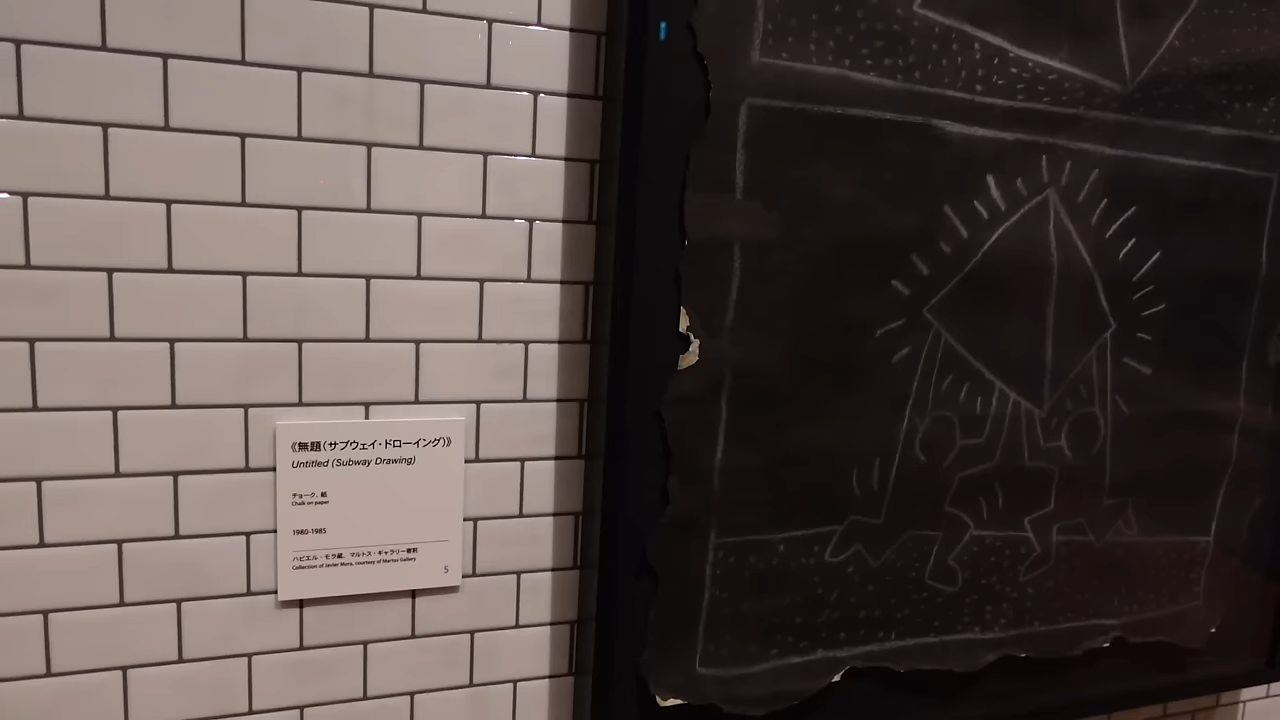 《無題(サブウェイ・ドローイング)》
Untitled (Subway Drawing)
チョーク、紙
Chalk on paper
1980-1985
ハビエル・モラ蔵、マルトス・ギャラリー寄託
Collection of Javier Mora, courtesy of Martos Gallery
5